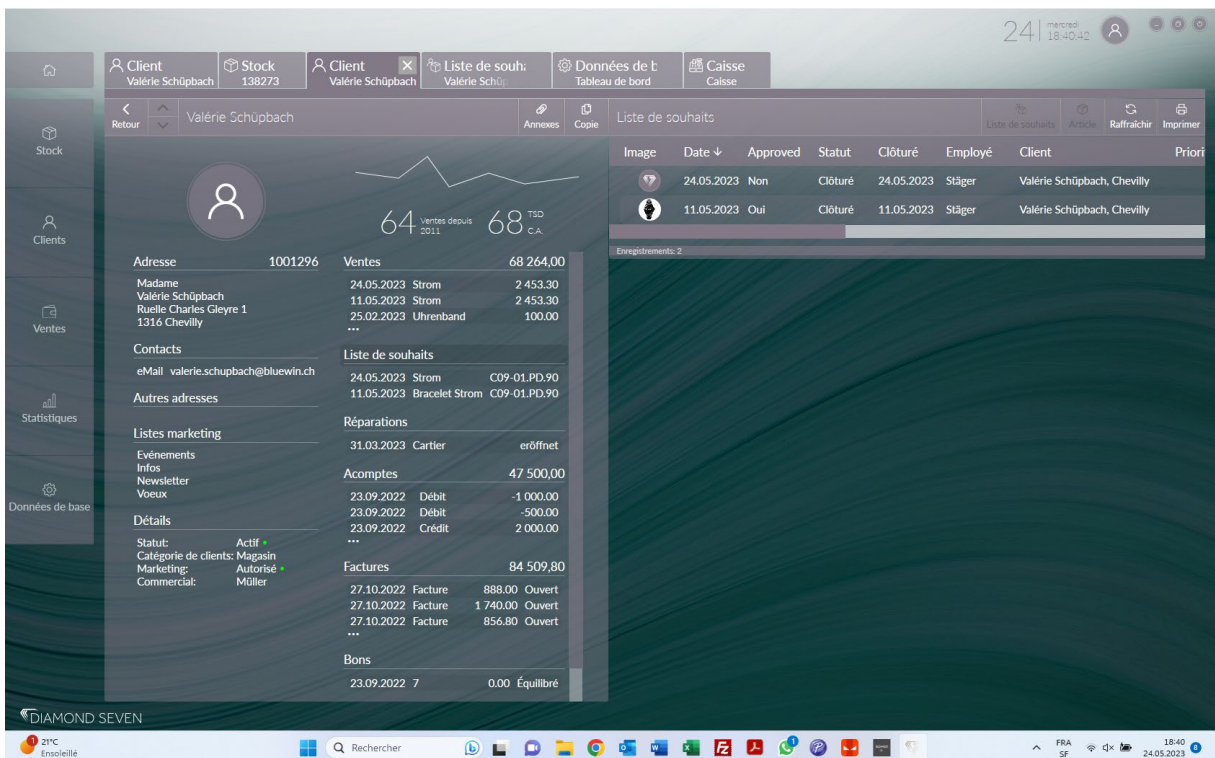 24 mercredi 18:40:42
Client Valérie Schüpbach
Stock 138273
Client Valérie Schüpbach
Liste de souh: Valérie Schüp
Données de b Tableau de bord
Caisse Caisse
Stock
Clients
Ventes
Statistiques
Données de base
Retour Valérie Schüpbach Annexes Copie
64 Ventes depuis 2011 68 TSD C.A.
Adresse 1001296
Madame
Valérie Schüpbach
Ruelle Charles Gleyre 1
1316 Chevilly
Contacts
eMail valerie.schupbach@bluewin.ch
Autres adresses
Listes marketing
Evénements
Infos
Newsletter
Voeux
Détails
Statut: Actif
Catégorie de clients: Magasin
Marketing: Autorisé
Commercial: Müller
Ventes 68 264,00
24.05.2023 Strom 2 453.30
11.05.2023 Strom 2 453.30
25.02.2023 Uhrenband 100.00
•••
Liste de souhaits
24.05.2023 Strom C09-01.PD.90
11.05.2023 Bracelet Strom C09-01.PD.90
Réparations
31.03.2023 Cartier eröffnet
Acomptes 47 500,00
23.09.2022 Débit -1 000.00
23.09.2022 Débit -500.00
23.09.2022 Crédit 2 000.00
•••
Factures 84 509,80
27.10.2022 Facture 888.00 Ouvert
27.10.2022 Facture 1 740.00 Ouvert
27.10.2022 Facture 856.80 Ouvert
•••
Bons
23.09.2022 7 0.00 Équilibré
Liste de souhaits Liste de souhaits Article Raffraîchir Imprimer
Image Date Approved Statut Clôturé Employé Client Priori
24.05.2023 Non Clôturé 24.05.2023 Stäger Valérie Schüpbach, Chevilly
11.05.2023 Oui Clôturé 11.05.2023 Stäger Valérie Schüpbach, Chevilly
Enregistrements: 2
DIAMOND SEVEN
1 21°C
Ensoleillé
Rechercher
FRA
SF
18:40
24.05.2023
8